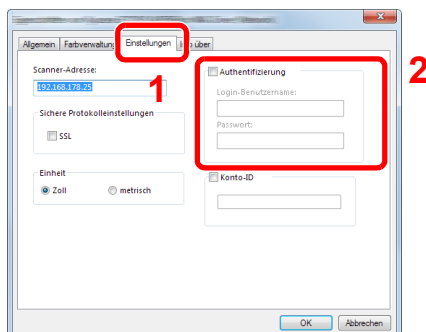 Allgemein Farbverwaltung Einstellungen über
1
2
Scanner-Adresse:
192.168.178.25
Sichere Protokolleinstellungen
SSL
Einheit
Zoll metrisch
Authentifizierung
Login-Benutzername:
Passwort:
Konto-ID
OK Abbrechen